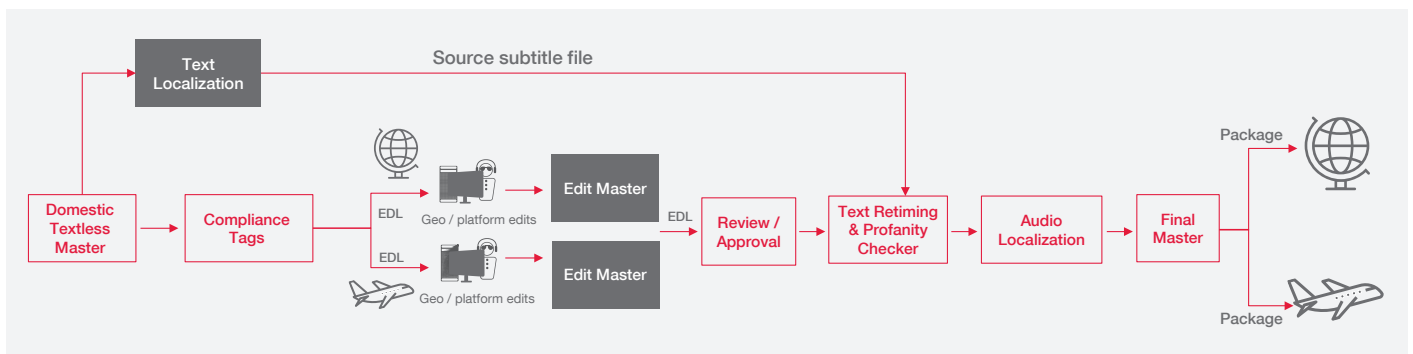 Text
Localization
Source subtitle file
Domestic
Textless
Master
Compliance
Tags
EDL
Geo / platform edits
Edit Master
EDL
Geo / platform edits
Edit Master
EDL
Review /
Approval
Text Retiming
& Profanity
Checker
Audio
Localization
Final
Master
Package
Package